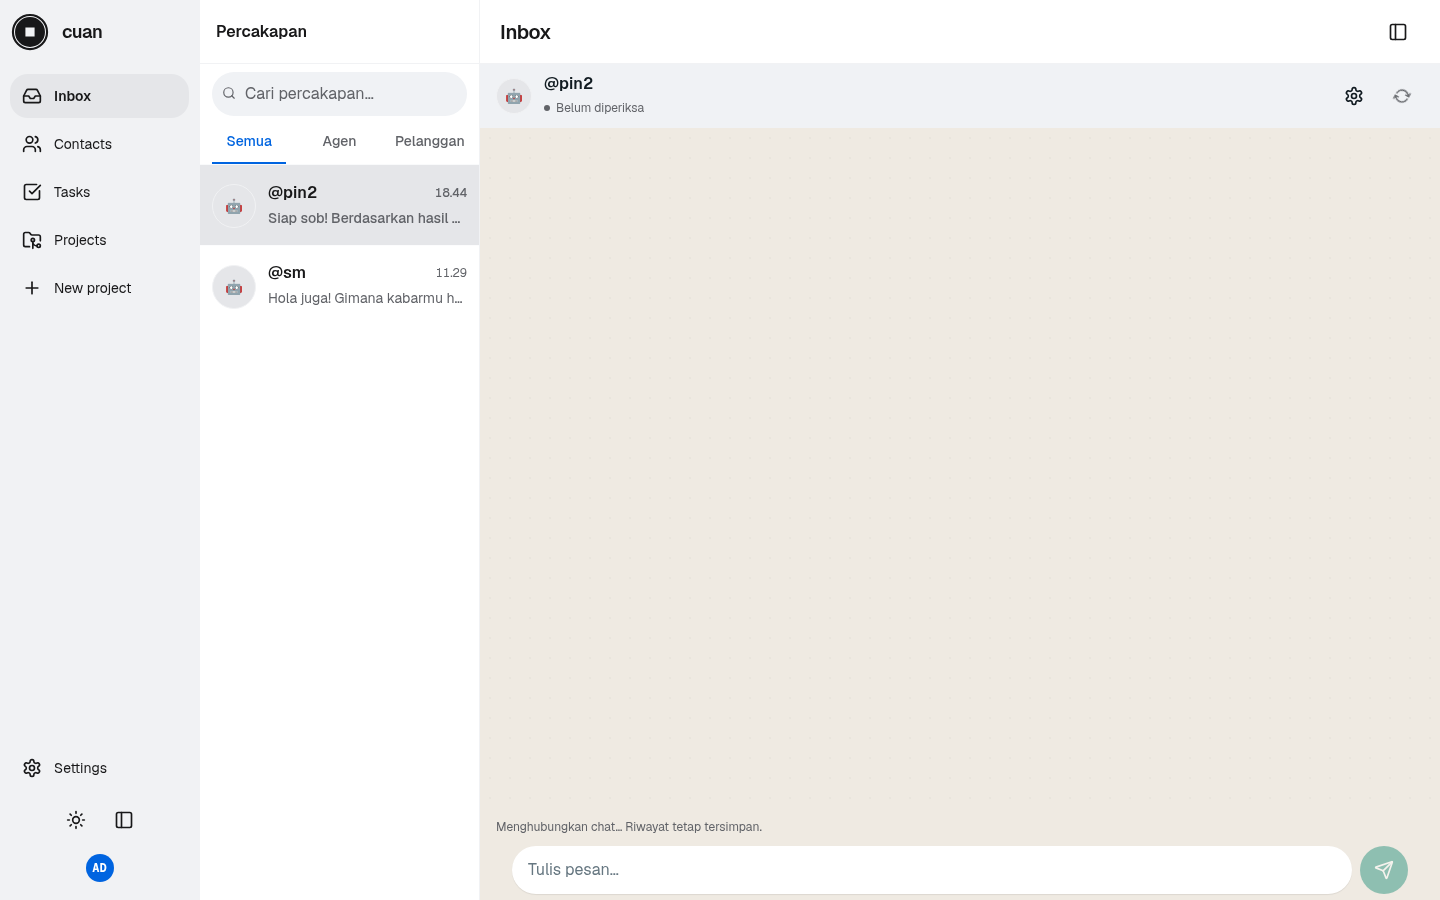 cuan
Inbox
Contacts
Tasks
Projects
New project
Settings
AD
Percakapan
Cari percakapan...
Semua
Agen
Pelanggan
@pin2
18.44
Siap sob! Berdasarkan hasil ...
@sm
11.29
Hola juga! Gimana kabarmu h...
Inbox
@pin2
Belum diperiksa
Menghubungkan chat... Riwayat tetap tersimpan.
Tulis pesan...